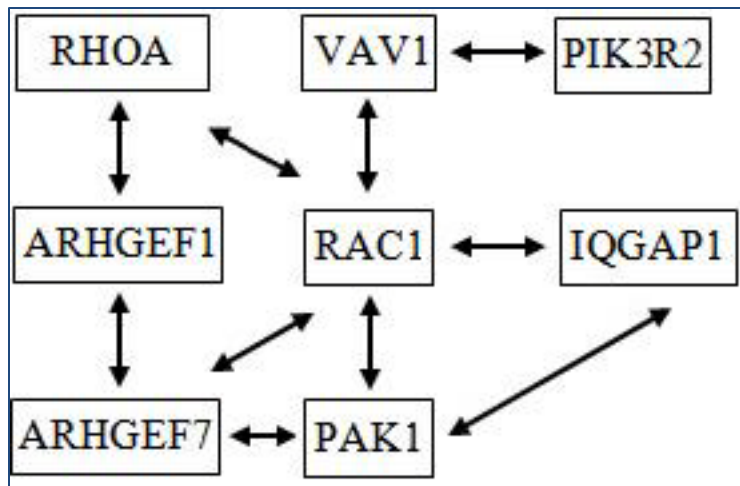 RHOA
VAV1
PIK3R2
ARHGEF1
RAC1
IQGAP1
ARHGEF7
PAK1